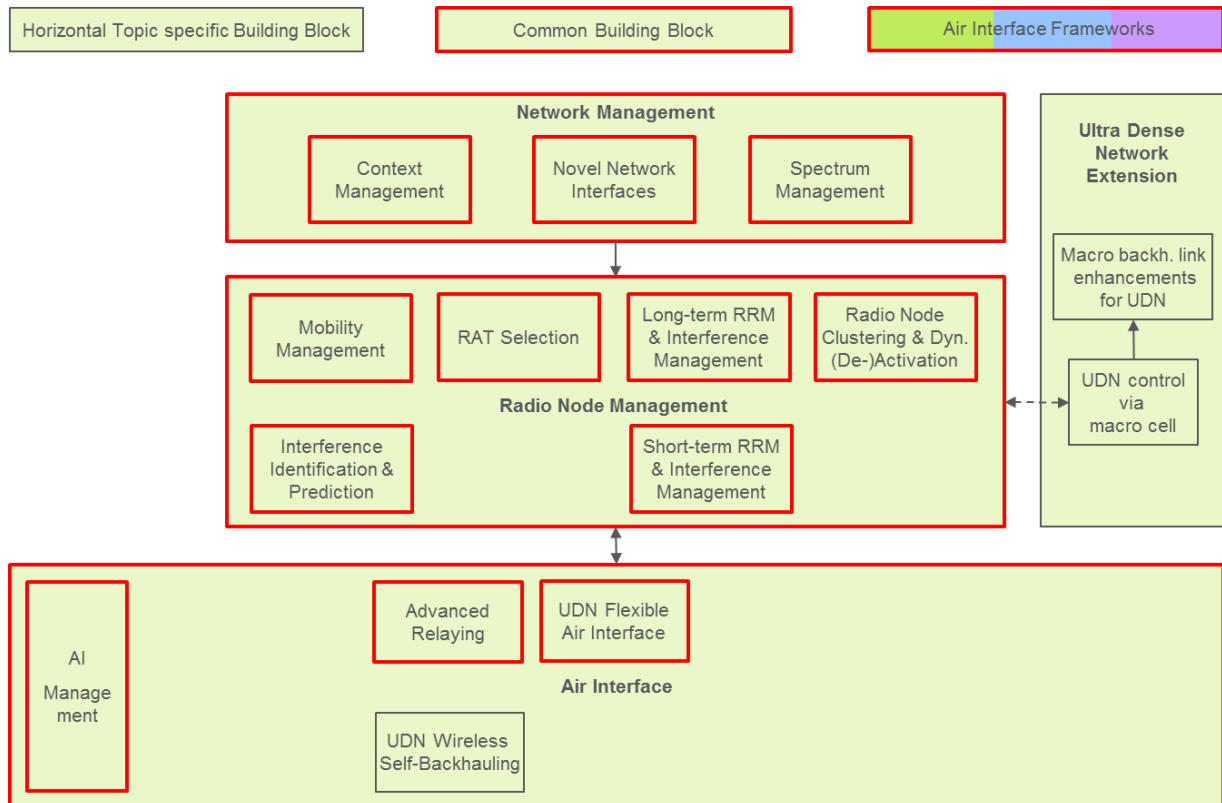 Horizontal Topic specific Building Block
Common Building Block
Air Interface Frameworks
Network Management
Context
Management
Novel Network
Interfaces
Spectrum
Management
Ultra Dense
Network
Extension
Macro backh. link
enhancements
for UDN
UDN control
via
macro cell
Mobility
Management
RAT Selection
Long-term RRM
& Interference
Management
Radio Node
Clustering & Dyn.
(De-)Activation
Radio Node Management
Interference
Identification &
Prediction
Short-term RRM
& Interference
Management
AI
Manage
ment
Advanced
Relaying
UDN Flexible
Air Interface
Air Interface
UDN Wireless
Self-Backhauling